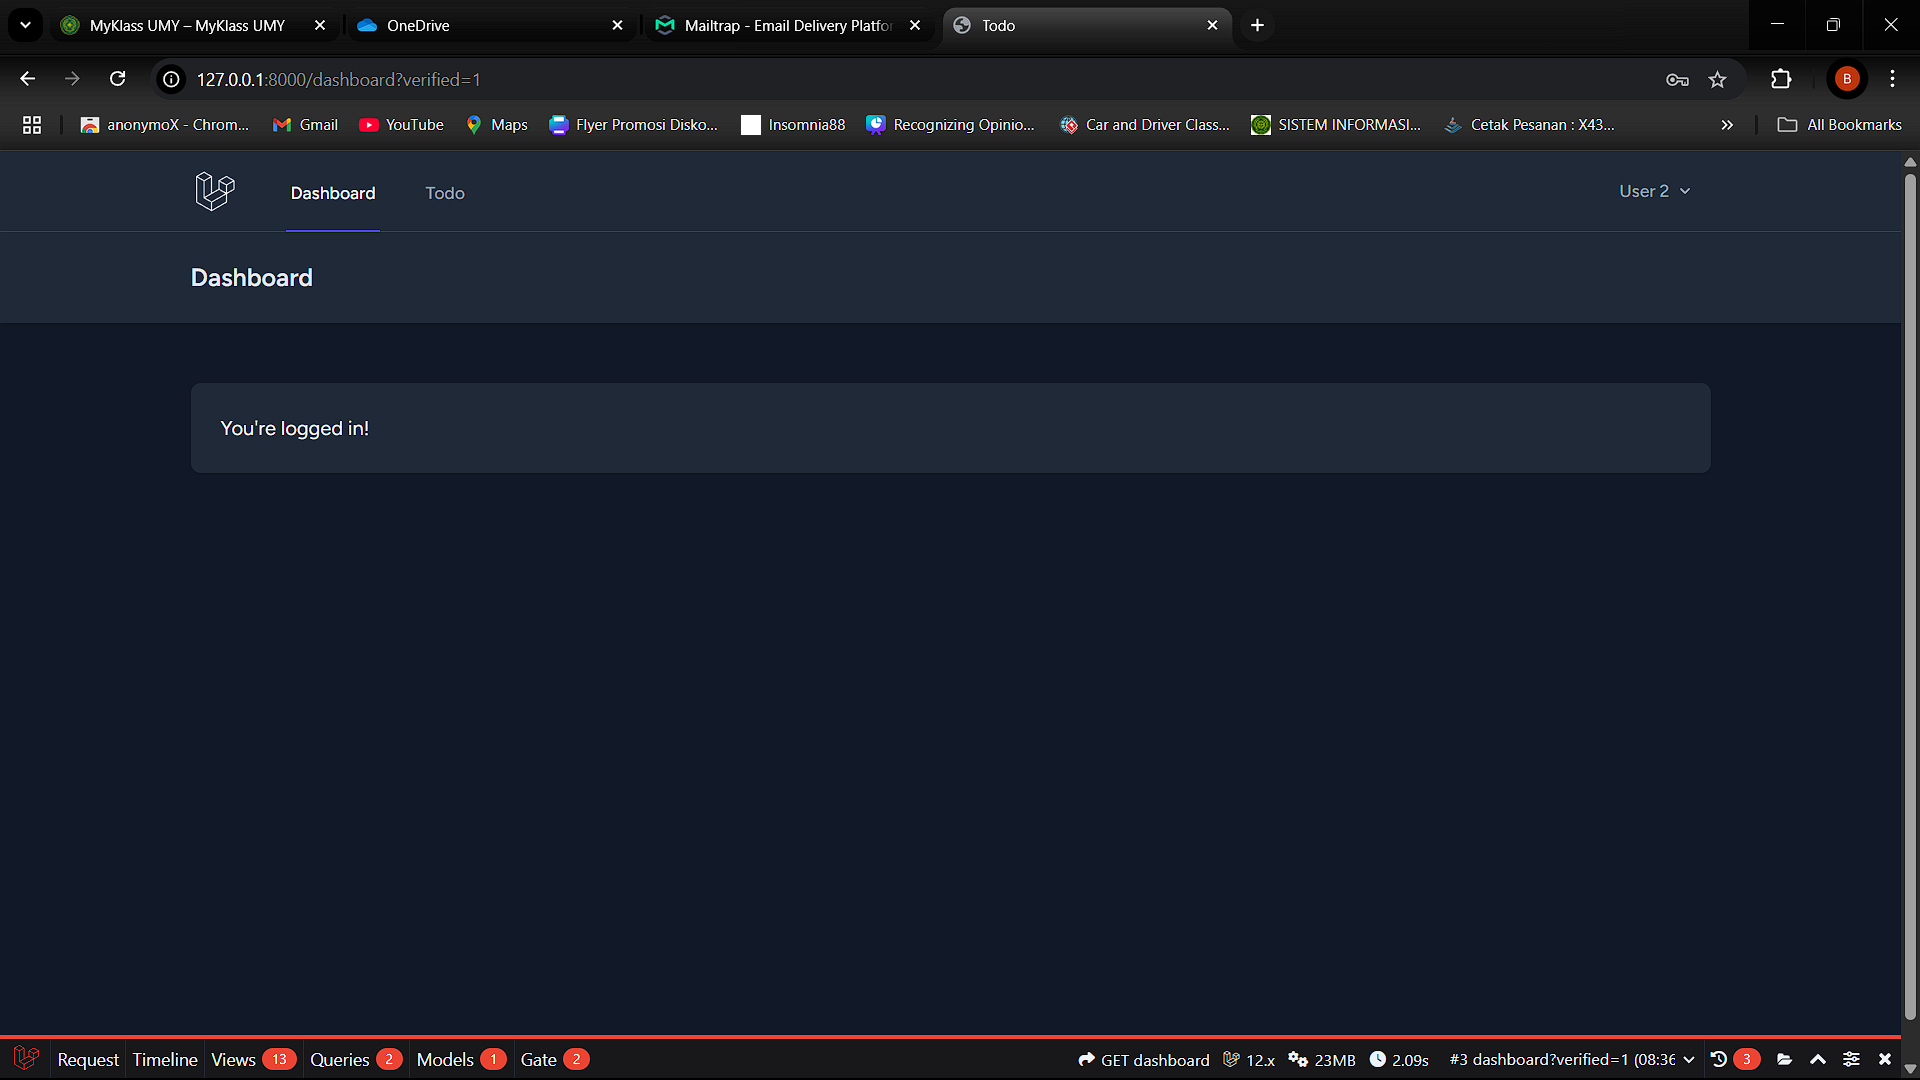 MyKlass UMY – MyKlass UMY
OneDrive
Mailtrap - Email Delivery Platfo
Todo
127.0.0.1:8000/dashboard?verified=1
B
anonymoX - Chrom...
Gmail
YouTube
Maps
Flyer Promosi Disko...
Insomnia88
Recognizing Opinio...
Car and Driver Class...
SISTEM INFORMASI...
Cetak Pesanan : X43...
All Bookmarks
Dashboard
Todo
User 2
Dashboard
You're logged in!
Request
Timeline
Views 13
Queries 2
Models 1
Gate 2
GET dashboard
12.x
23MB
2.09s
#3 dashboard?verified=1 (08:36
3